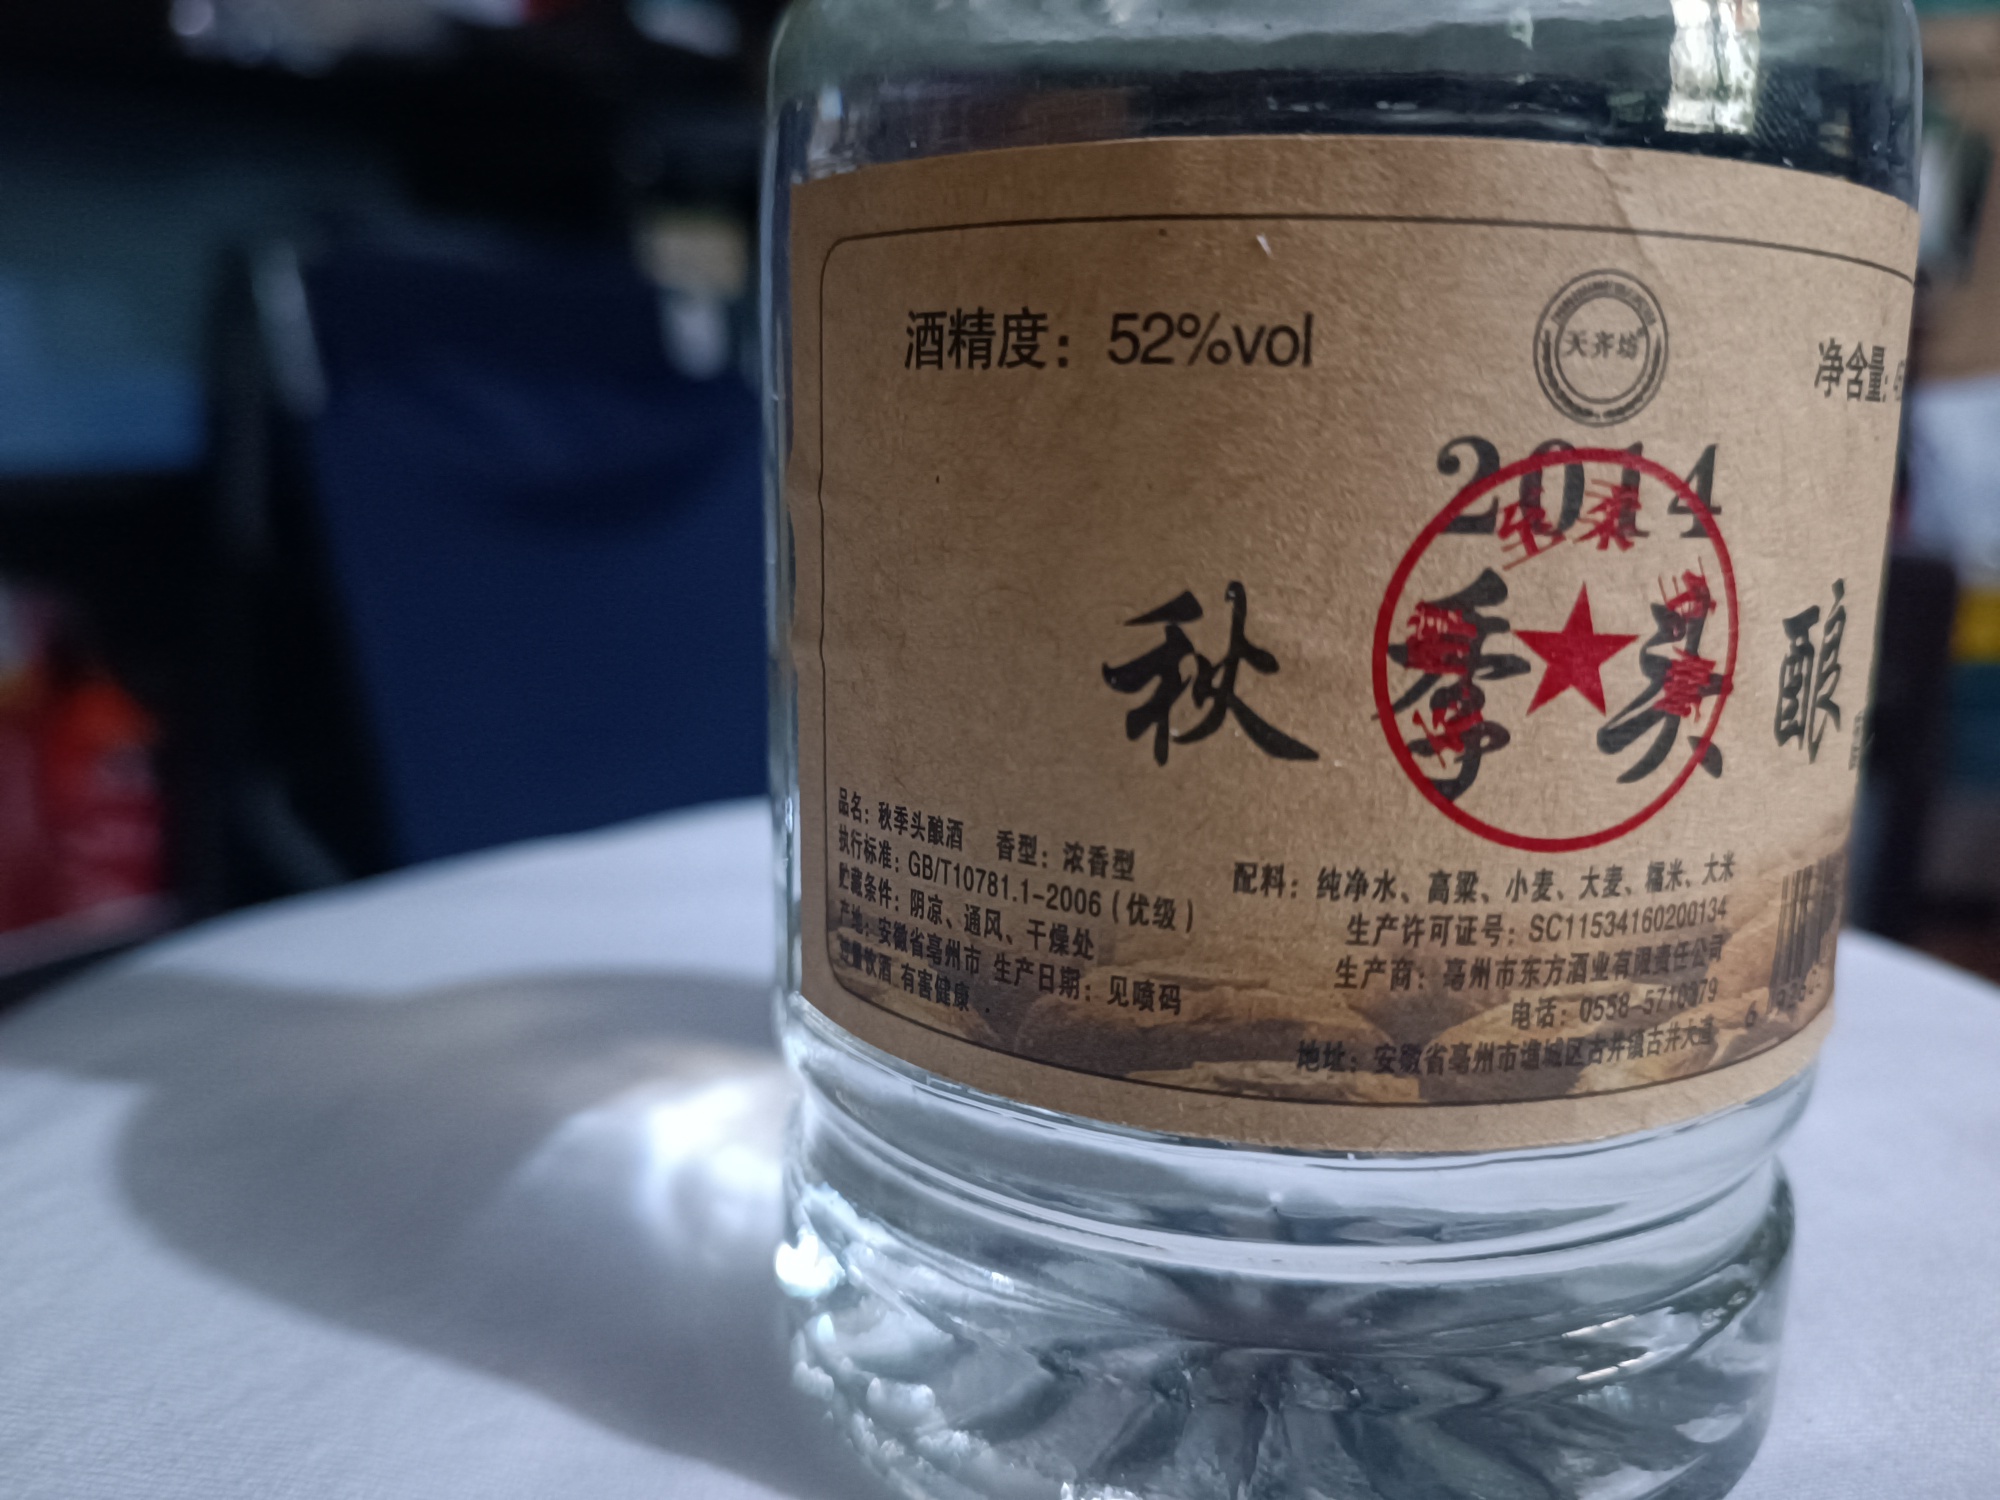 酒精度：52%vol
天齐坊
净含量:
2014
秋季头酿
品名：秋季头酿酒 香型：浓香型
执行标准：GB/T10781.1-2006（优级）
贮藏条件：阴凉、通风、干燥处
产地：安徽省亳州市 生产日期：见喷码
过量饮酒 有害健康
配料：纯净水、高粱、小麦、大麦、糯米、大米
生产许可证号：SC11534160200134
生产商：亳州市东方酒业有限责任公司
电话：0558-5710379
地址：安徽省亳州市谯城区古井镇古井大道